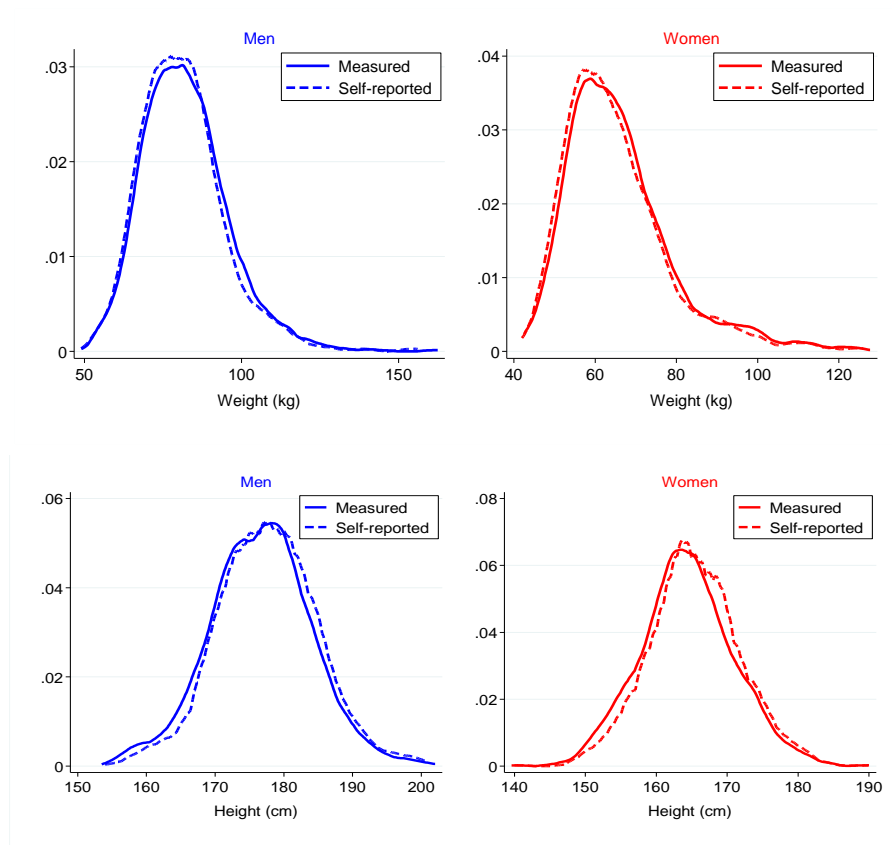 Men
Measured
Self-reported
.03
.02
.01
0
50
100
150
Weight (kg)
Women
Measured
Self-reported
.04
.03
.02
.01
0
40
60
80
100
120
Weight (kg)
Men
Measured
Self-reported
.06
.04
.02
0
150
160
170
180
190
200
Height (cm)
Women
Measured
Self-reported
.08
.06
.04
.02
0
140
150
160
170
180
190
Height (cm)